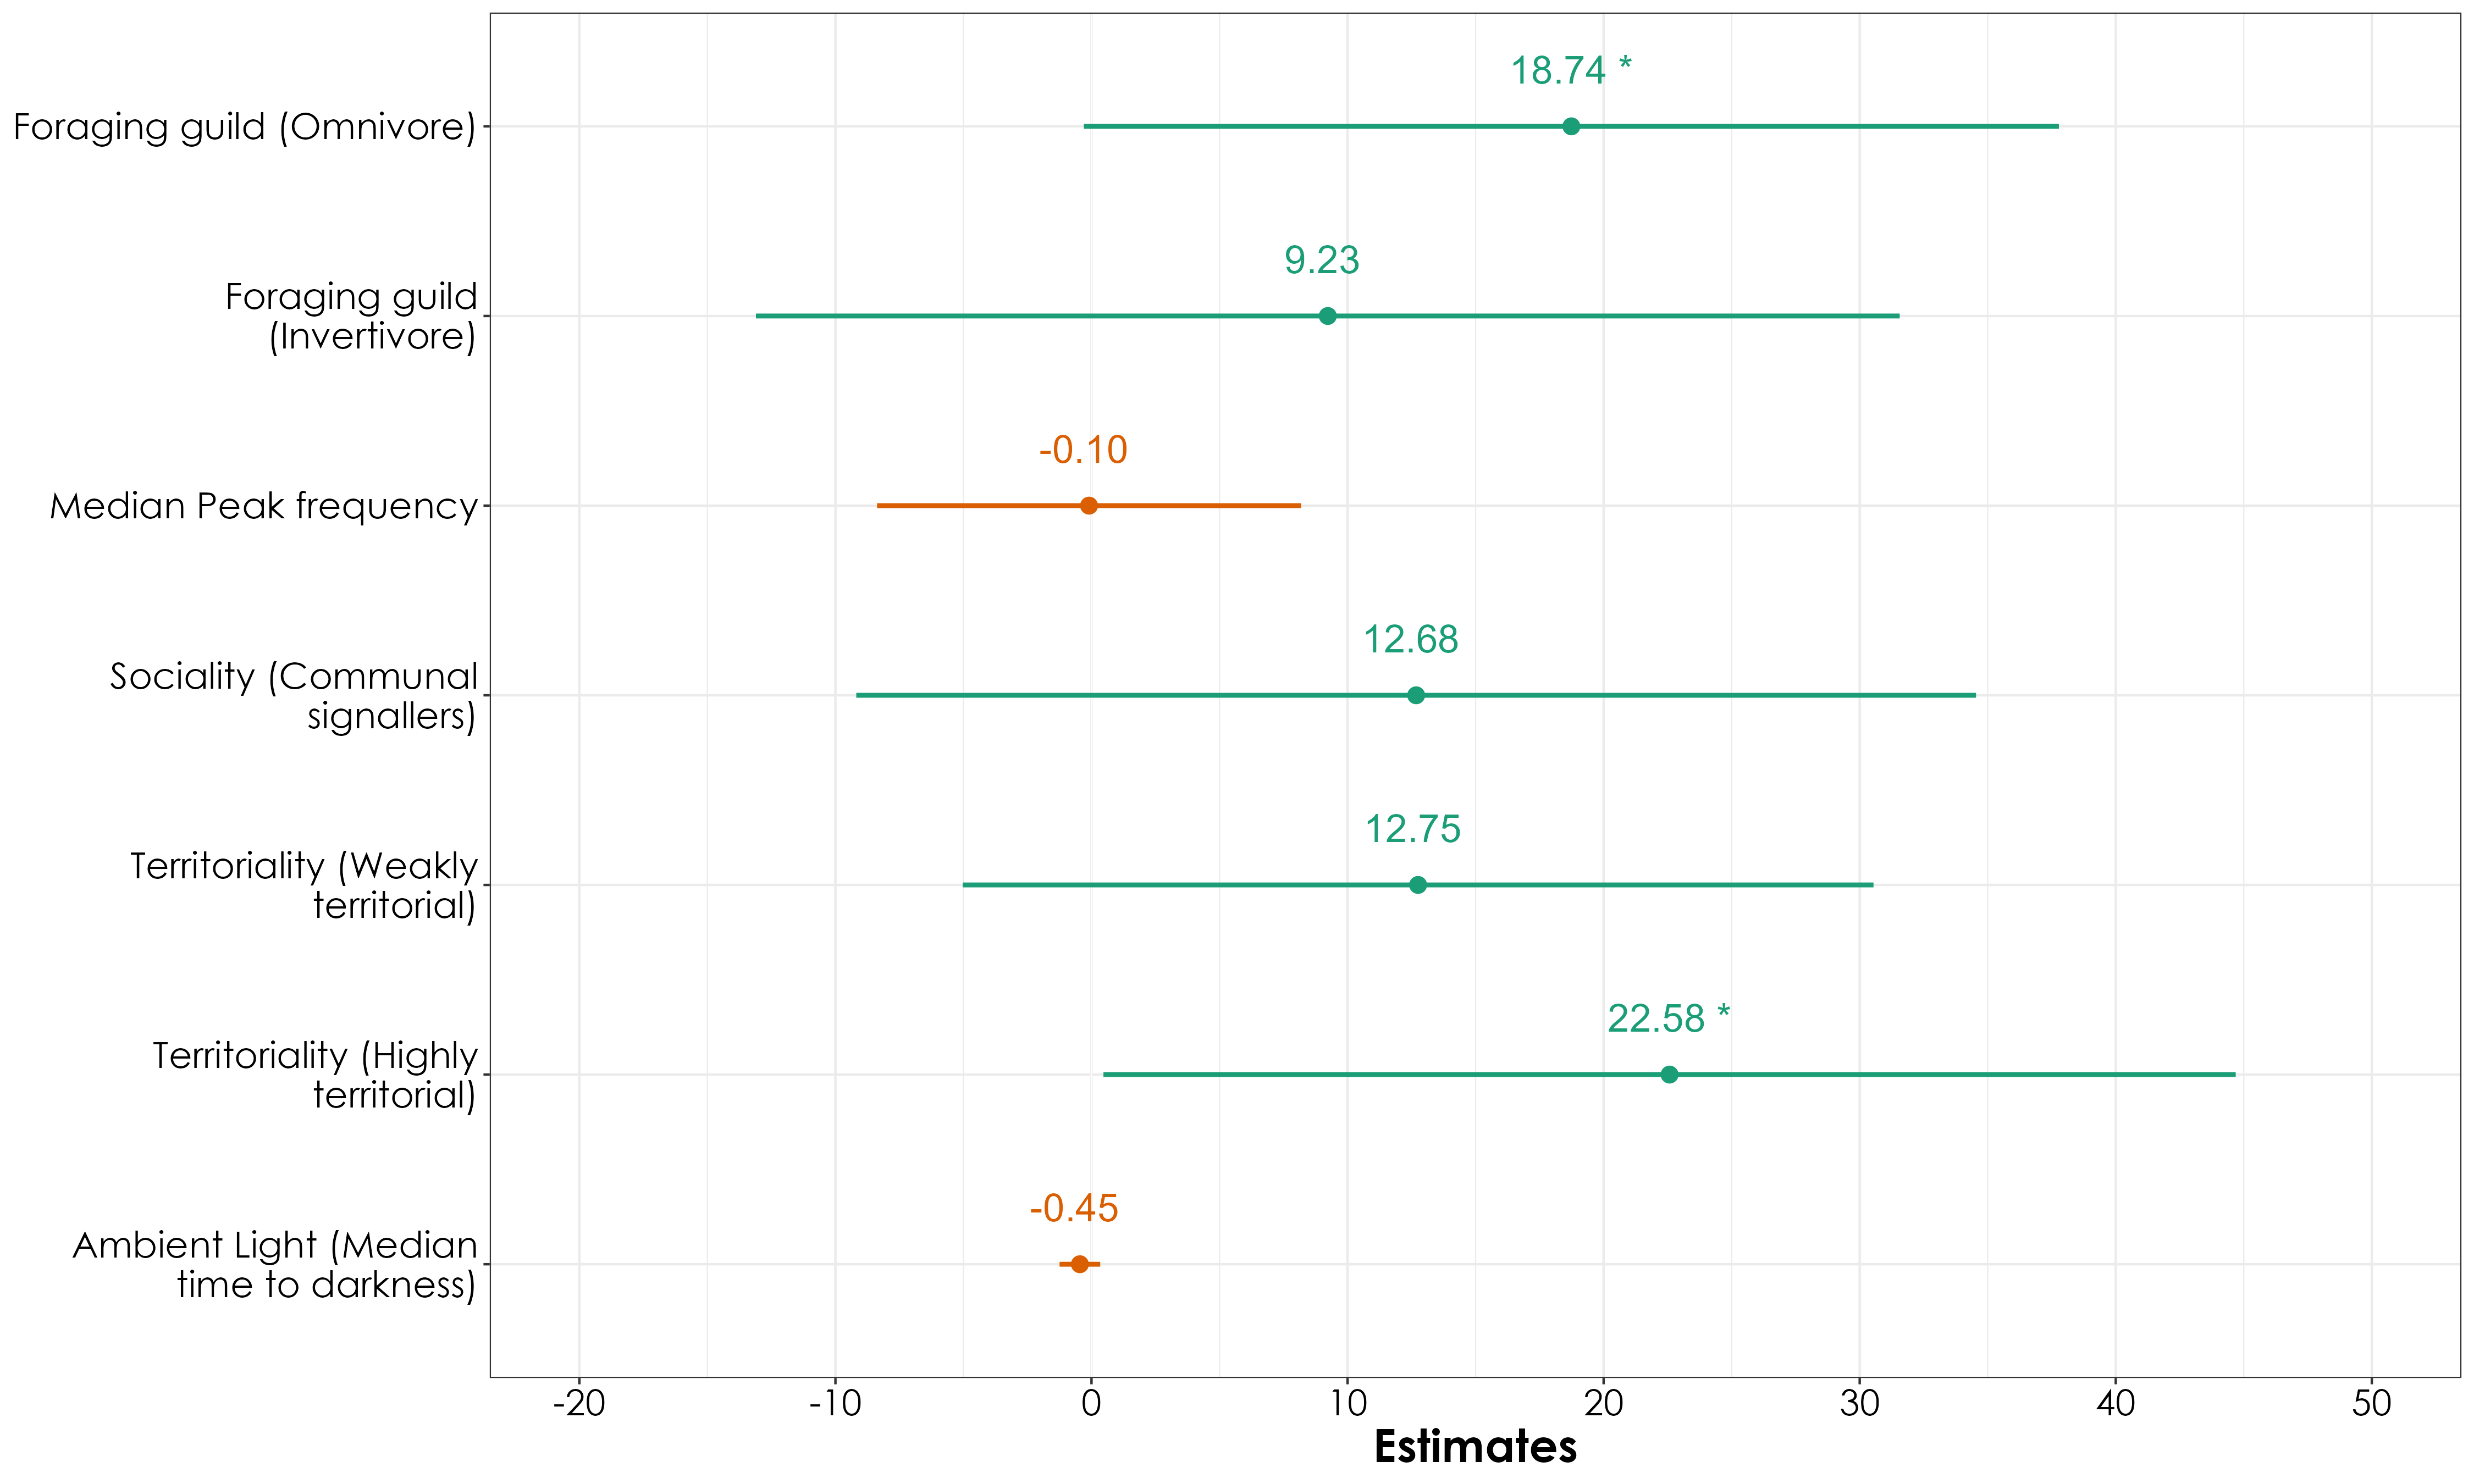 18.74 *
Foraging guild (Omnivore)
9.23
Foraging guild
(Invertivore)
-0.10
Median Peak frequency
12.68
Sociality (Communal
signallers)
12.75
Territoriality (Weakly
territorial)
22.58 *
Territoriality (Highly
territorial)
-0.45
Ambient Light (Median
time to darkness)
-20 -10 0 10 20 30 40 50
Estimates